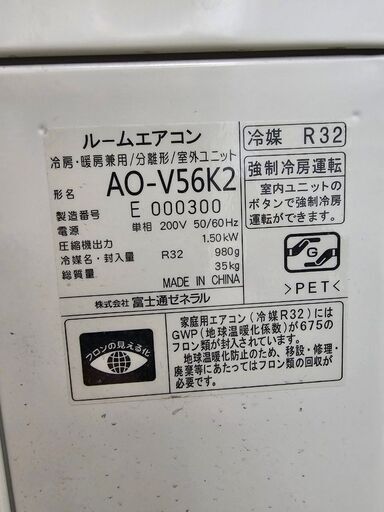 ルームエアコン
冷房・暖房兼用/分離形/室外ユニット
形名 AO-V56K2
製造番号 E 000300
電源 単相 200V 50/60Hz
圧縮機出力 1.50kW
冷媒名・封入量 R32 980g
総質量 35kg
MADE IN CHINA
株式会社 富士通ゼネラル
冷媒 R32
強制冷房運転
室内ユニットの
ボタンで強制冷房
運転ができます。
G
>PET<
フロンの見える化
家庭用エアコン(冷媒R32)には
GWP(地球温暖化係数)が675の
フロン類が封入されています。
地球温暖化防止のため、移設・修理・
廃棄等にあたってはフロン類の回収が
必要です。